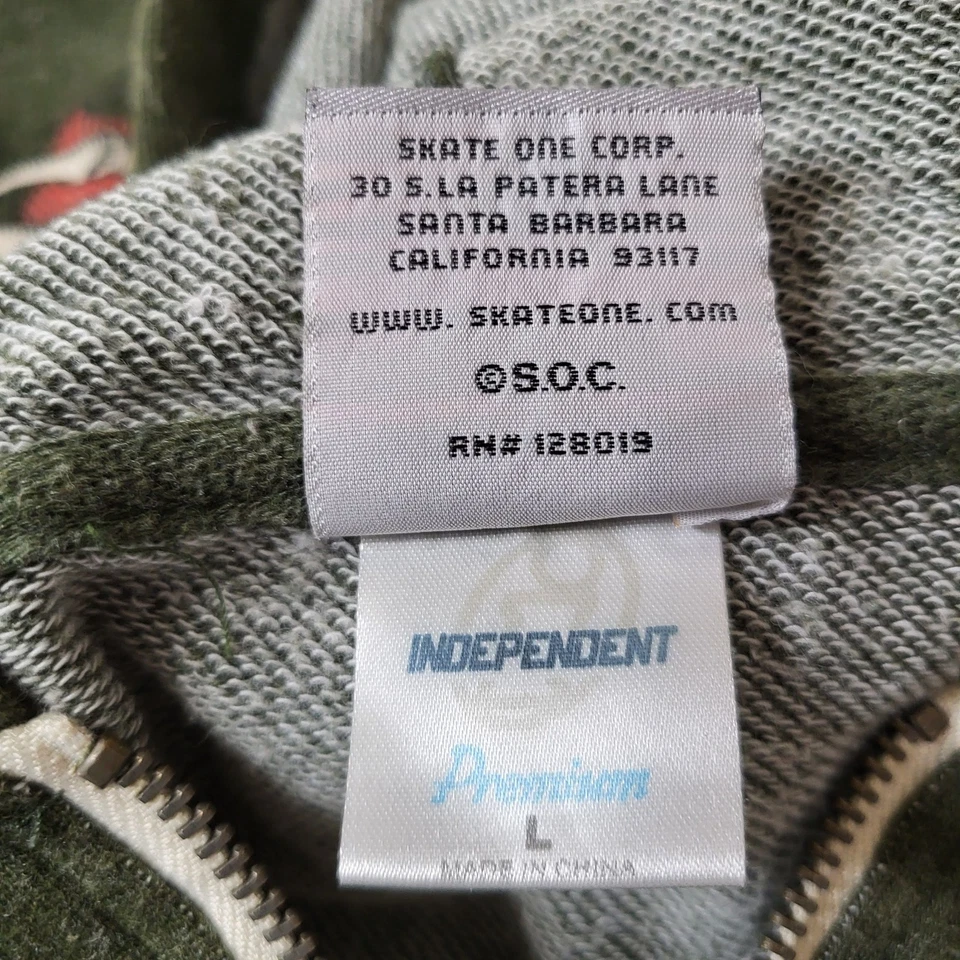 SKATE ONE CORP.
30 S. LA PATERA LANE
SANTA BARBARA
CALIFORNIA 93117
WWW. SKATEONE. COM
©S.O.C.
RN# 128019
INDEPENDENT
Premium
L
MADE IN CHINA